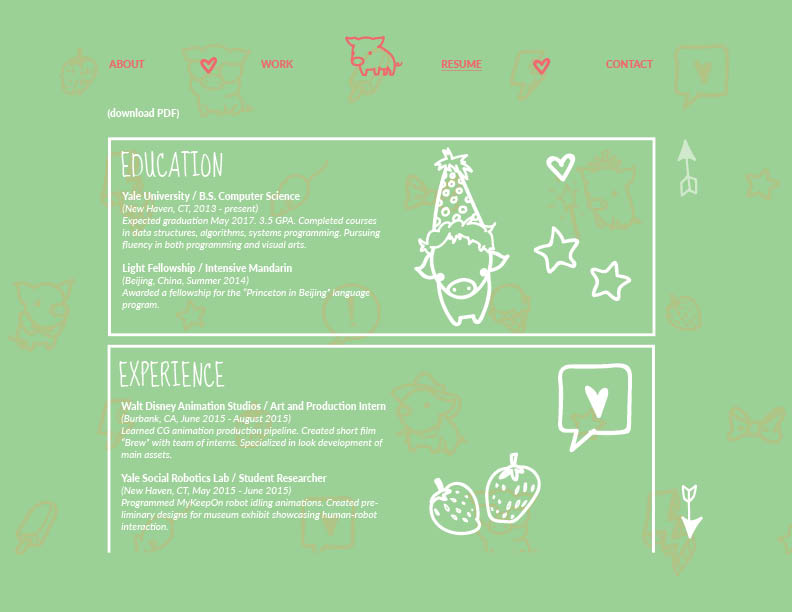 ABOUT WORK RESUME CONTACT
(download PDF)
EDUCATION
Yale University / B.S. Computer Science
(New Haven, CT, 2013 - present)
Expected graduation May 2017. 3.5 GPA. Completed courses
in data structures, algorithms, systems programming. Pursuing
fluency in both programming and visual arts.
Light Fellowship / Intensive Mandarin
(Beijing, China, Summer 2014)
Awarded a fellowship for the "Princeton in Beijing" language
program.
EXPERIENCE
Walt Disney Animation Studios / Art and Production Intern
(Burbank, CA, June 2015 - August 2015)
Learned CG animation production pipeline. Created short film
"Brew" with team of interns. Specialized in look development of
main assets.
Yale Social Robotics Lab / Student Researcher
(New Haven, CT, May 2015 - June 2015)
Programmed MyKeepOn robot idling animations. Created pre-
liminary designs for museum exhibit showcasing human-robot
interaction.